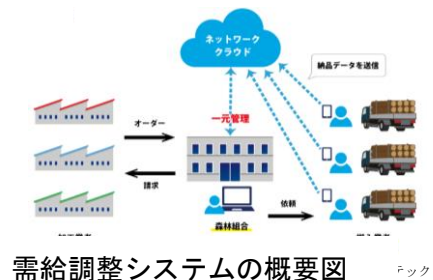 ネットワーク
クラウド
納品データを送信
オーダー
一元管理
請求
依頼
森林組合
需給調整システムの概要図
ック